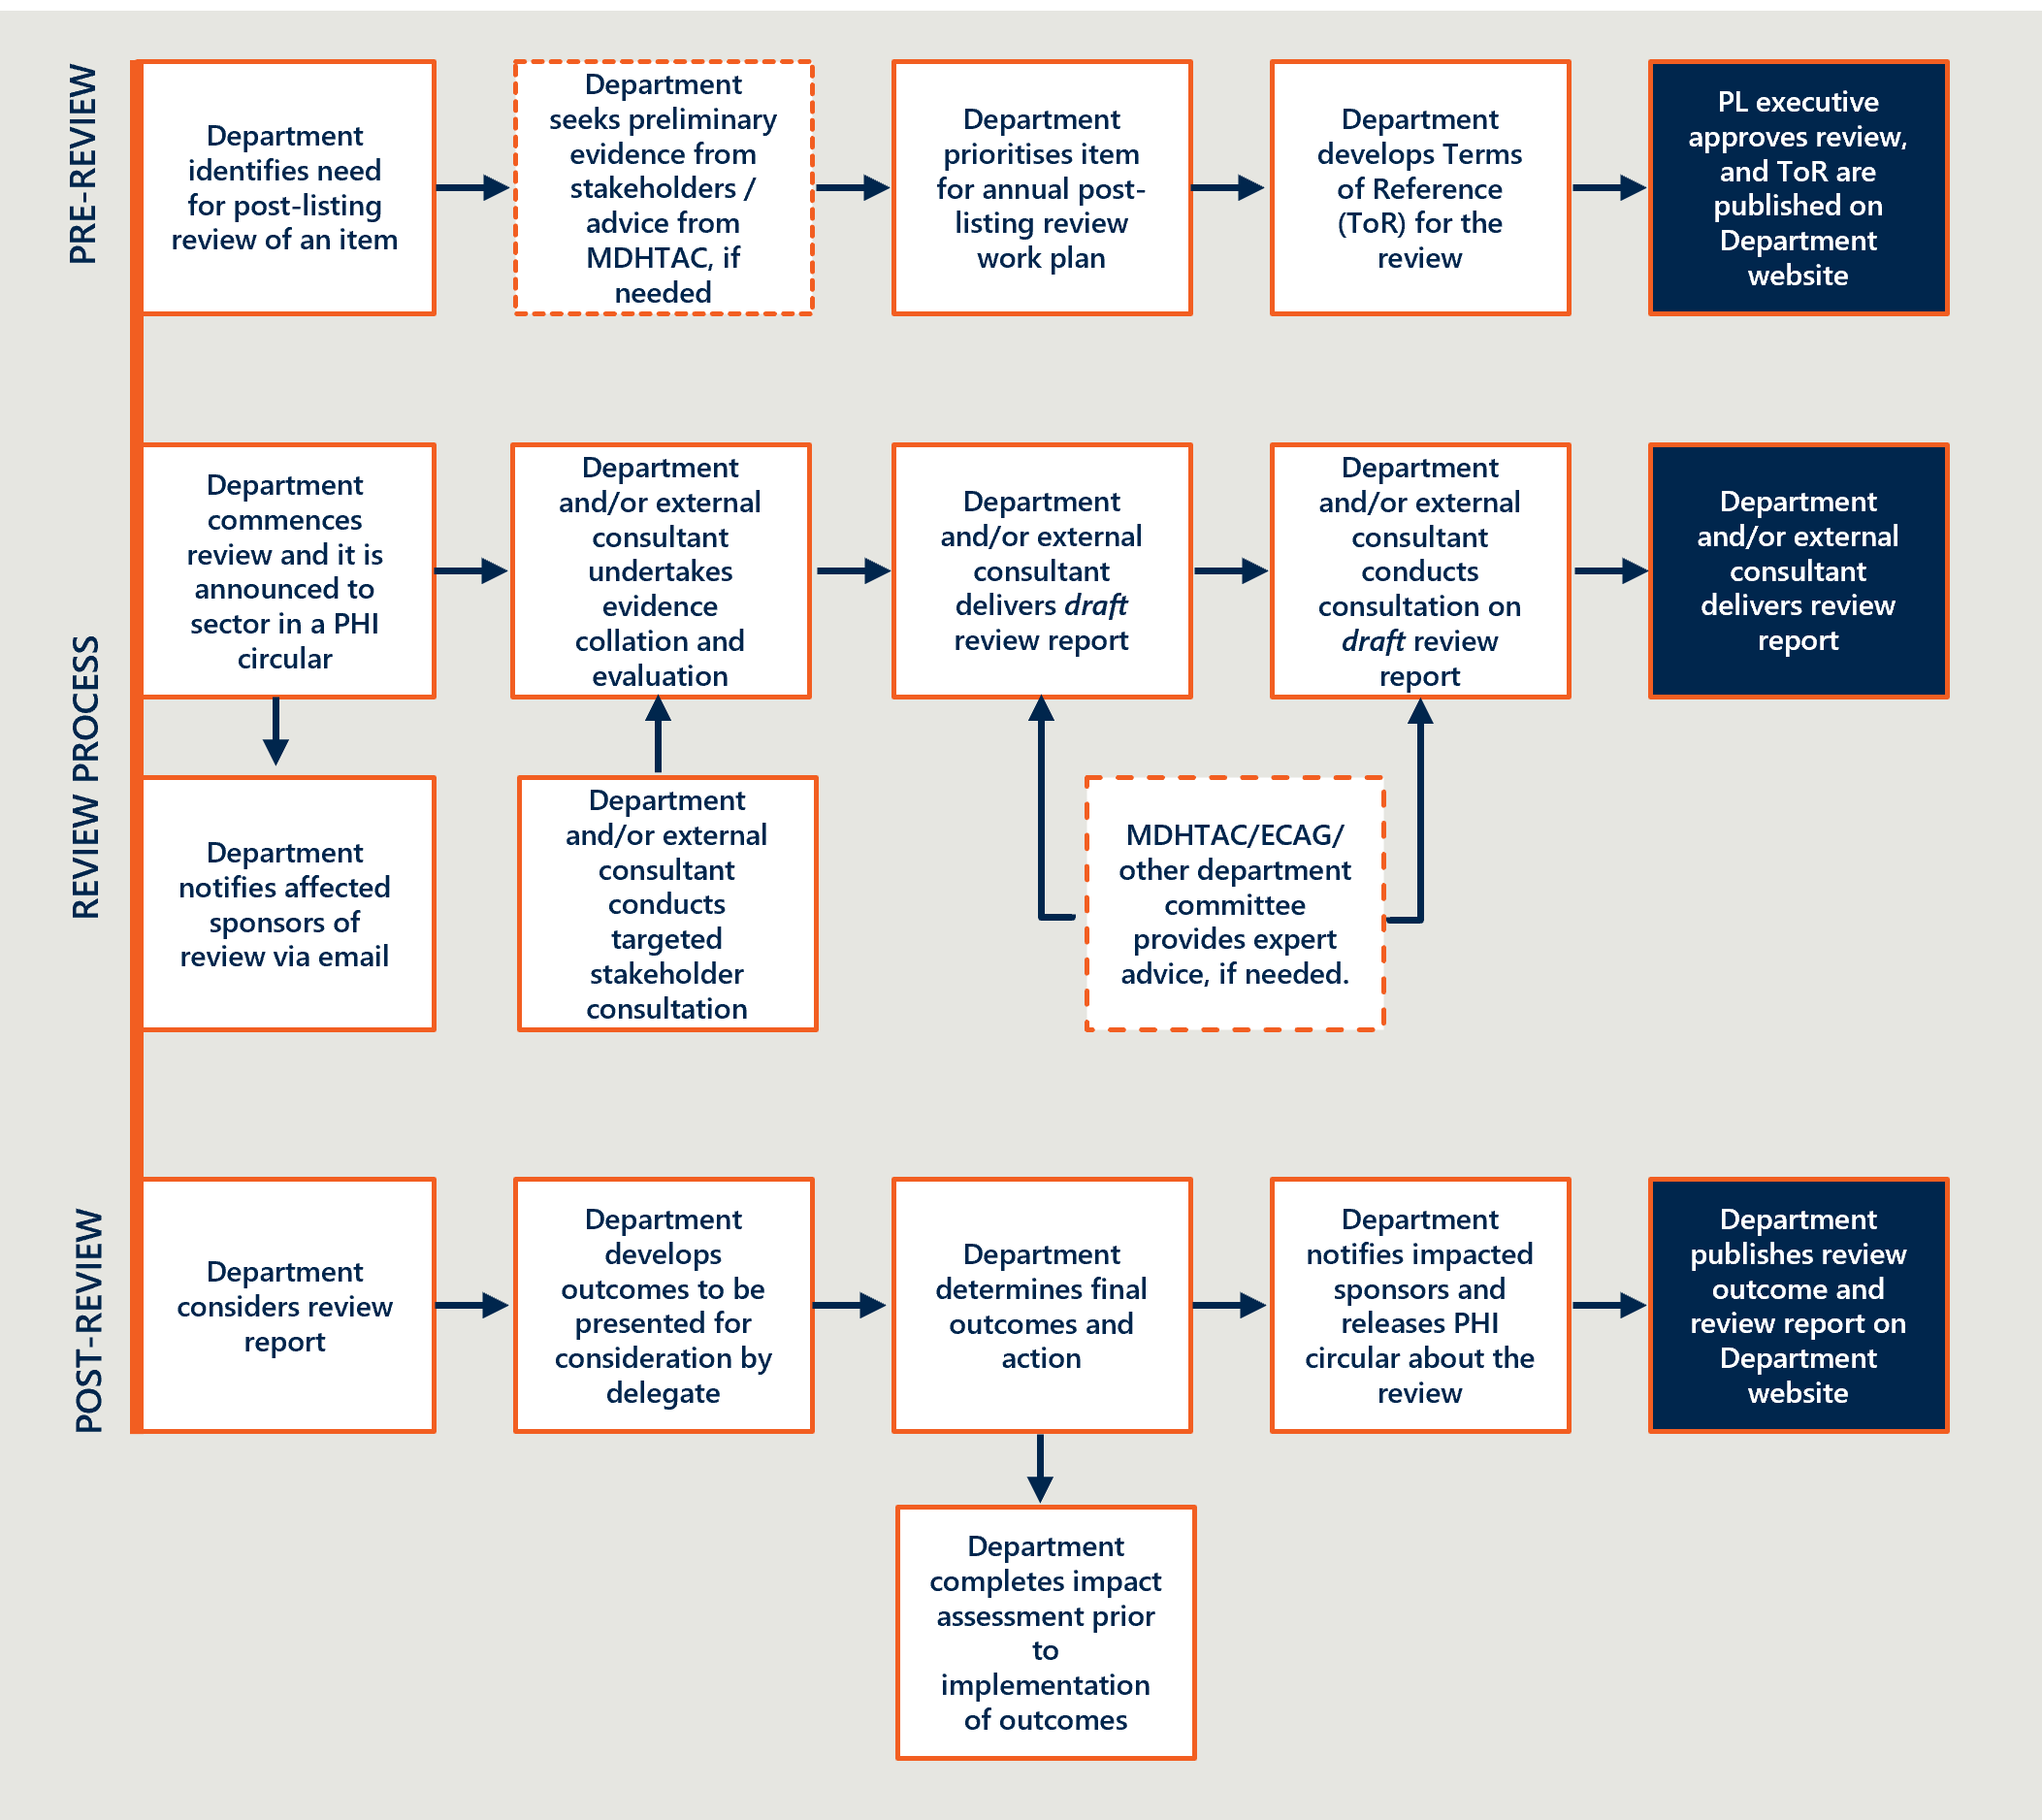 PRE-REVIEW
Department
identifies need
for post-listing
review of an item
Department
seeks preliminary
evidence from
stakeholders /
advice from
MDHTAC, if
needed
Department
prioritises item
for annual post-
listing review
work plan
Department
develops Terms
of Reference
(ToR) for the
review
PL executive
approves review,
and ToR are
published on
Department
website
REVIEW PROCESS
Department
commences
review and it is
announced to
sector in a PHI
circular
Department
and/or external
consultant
undertakes
evidence
collation and
evaluation
Department
and/or external
consultant
delivers draft
review report
Department
and/or external
consultant
conducts
consultation on
draft review
report
Department
and/or external
consultant
delivers review
report
Department
notifies affected
sponsors of
review via email
Department
and/or external
consultant
conducts
targeted
stakeholder
consultation
MDHTAC/ECAG/
other department
committee
provides expert
advice, if needed.
POST-REVIEW
Department
considers review
report
Department
develops
outcomes to be
presented for
consideration by
delegate
Department
determines final
outcomes and
action
Department
notifies impacted
sponsors and
releases PHI
circular about the
review
Department
publishes review
outcome and
review report on
Department
website
Department
completes impact
assessment prior
to
implementation
of outcomes